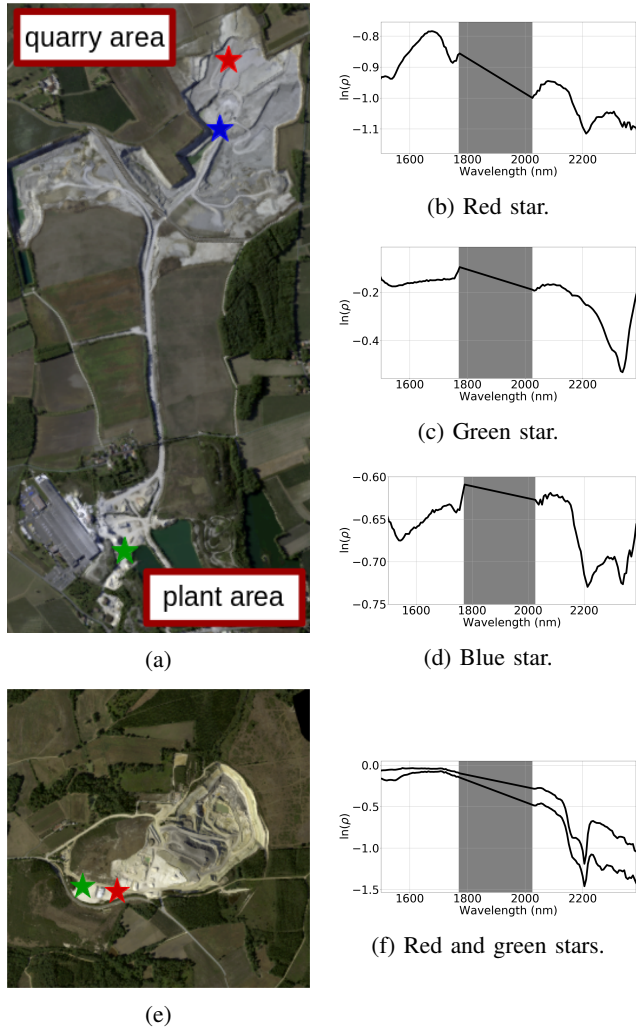 quarry area
plant area
(a)
−0.8
−0.9
−1.0
−1.1
ln(ρ)
1600 1800 2000 2200
Wavelength (nm)
(b) Red star.
−0.2
−0.4
ln(ρ)
1600 1800 2000 2200
Wavelength (nm)
(c) Green star.
−0.60
−0.65
−0.70
−0.75
ln(ρ)
1600 1800 2000 2200
Wavelength (nm)
(d) Blue star.
(e)
0.0
−0.5
−1.0
−1.5
ln(ρ)
1600 1800 2000 2200
Wavelength (nm)
(f) Red and green stars.